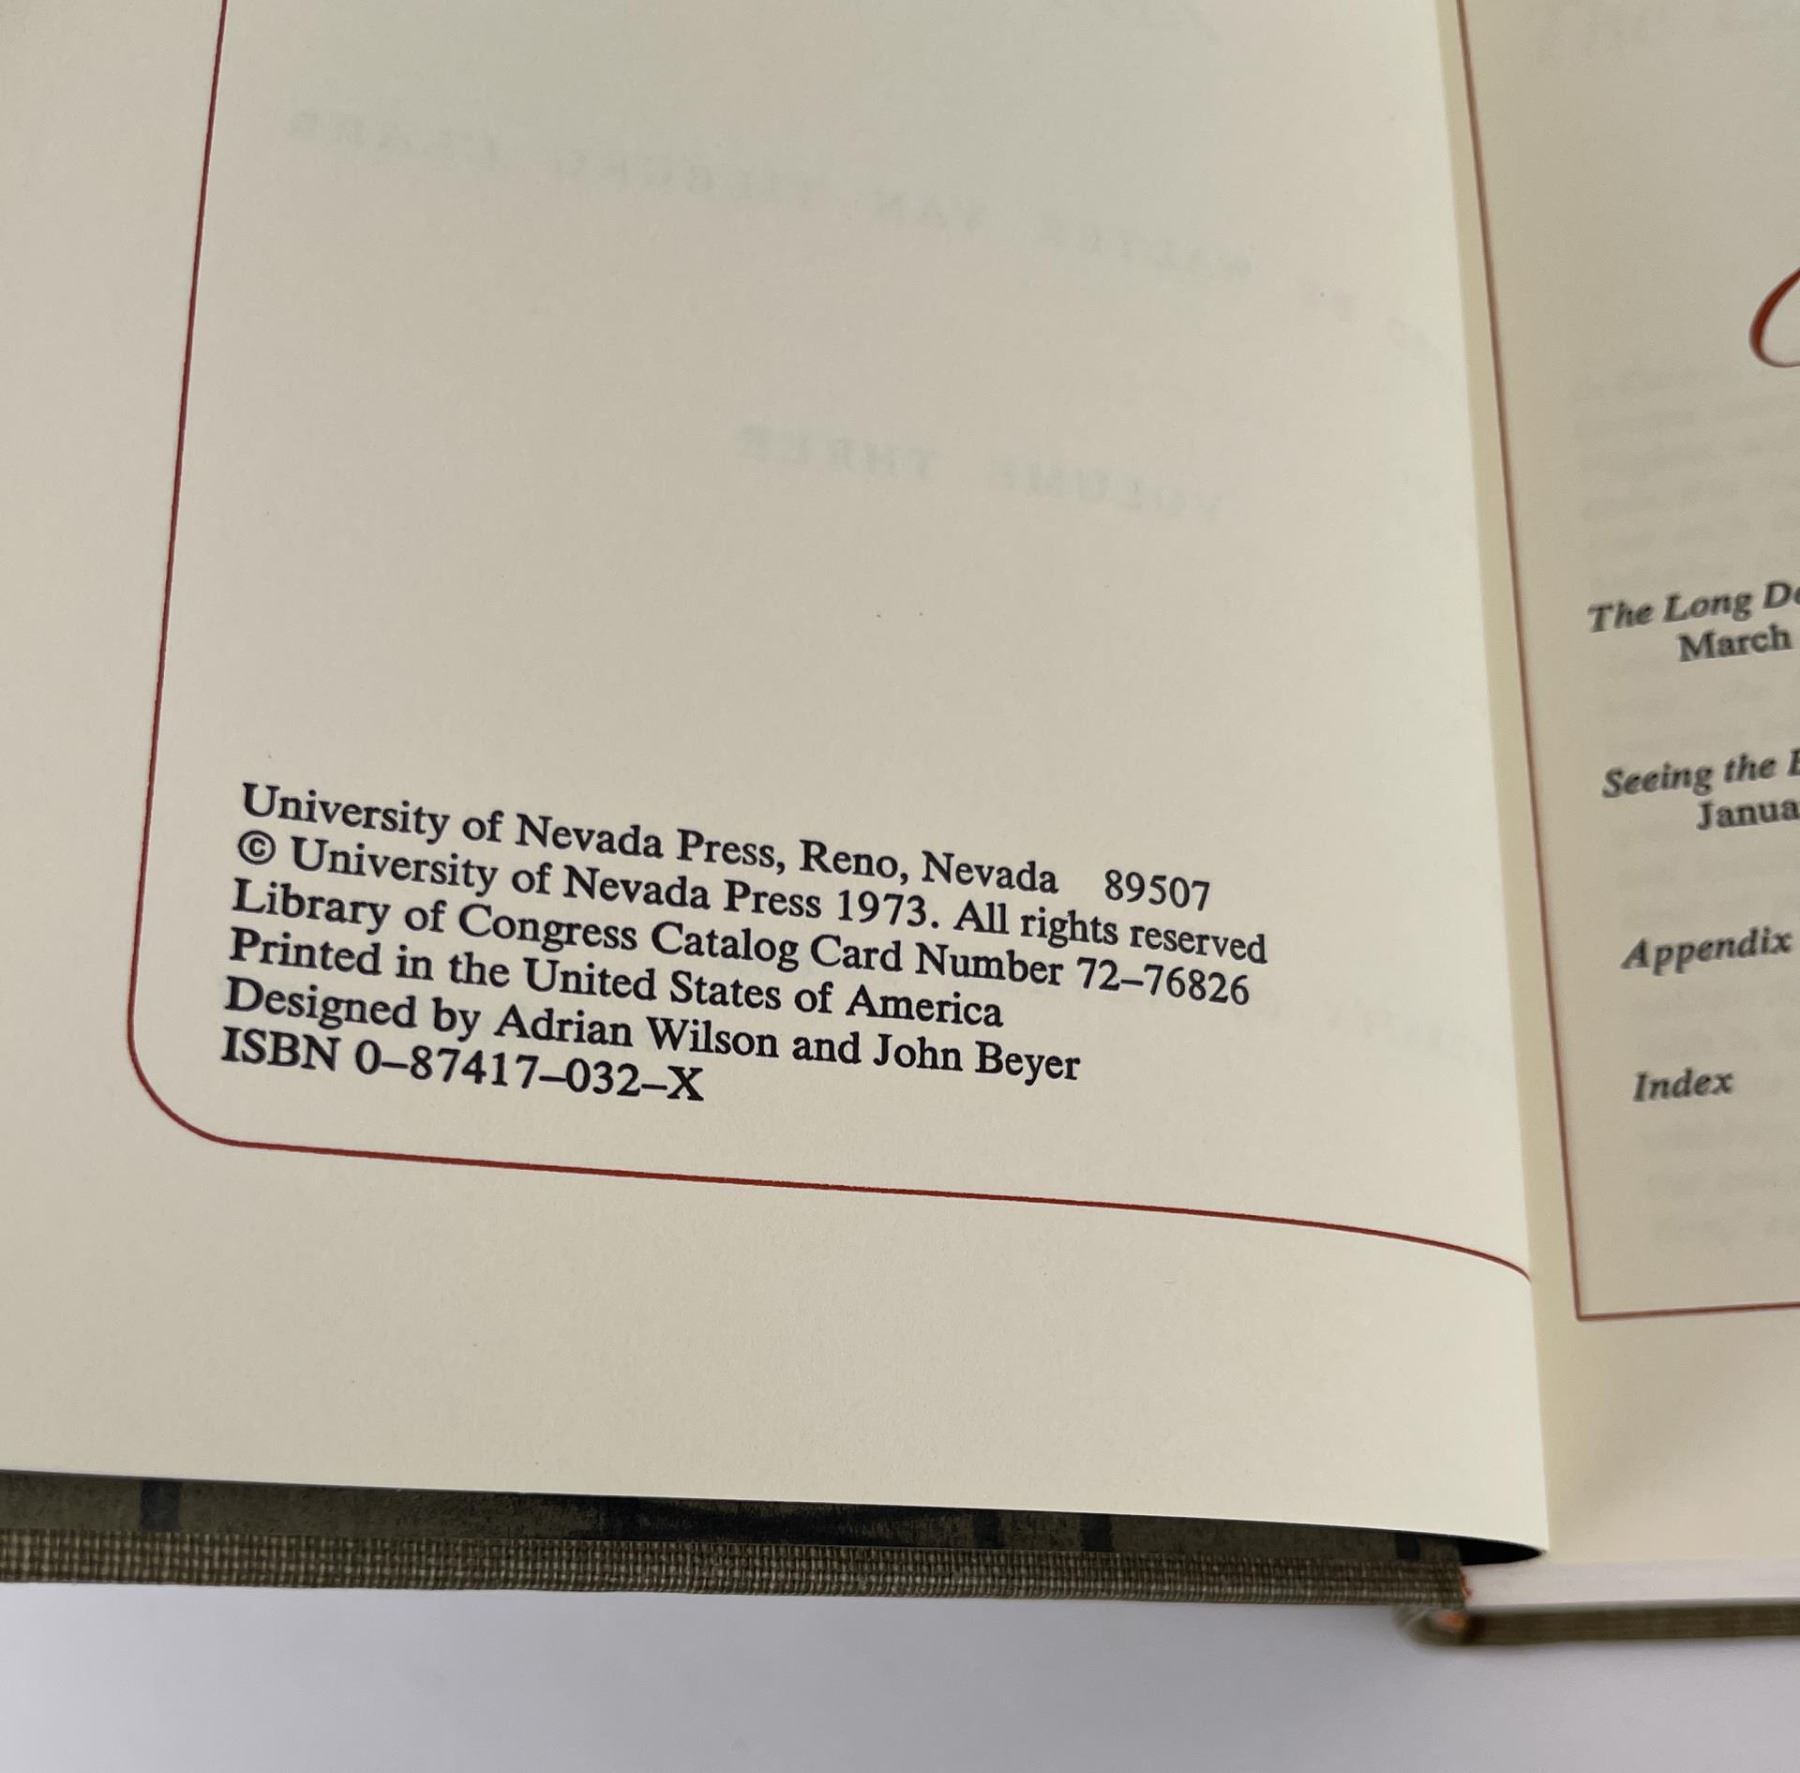 University of Nevada Press, Reno, Nevada 89507
© University of Nevada Press 1973. All rights reserved
Library of Congress Catalog Card Number 72–76826
Printed in the United States of America
Designed by Adrian Wilson and John Beyer
ISBN 0–87417–032–X
The Long
March
Seeing the
Appendix
Index